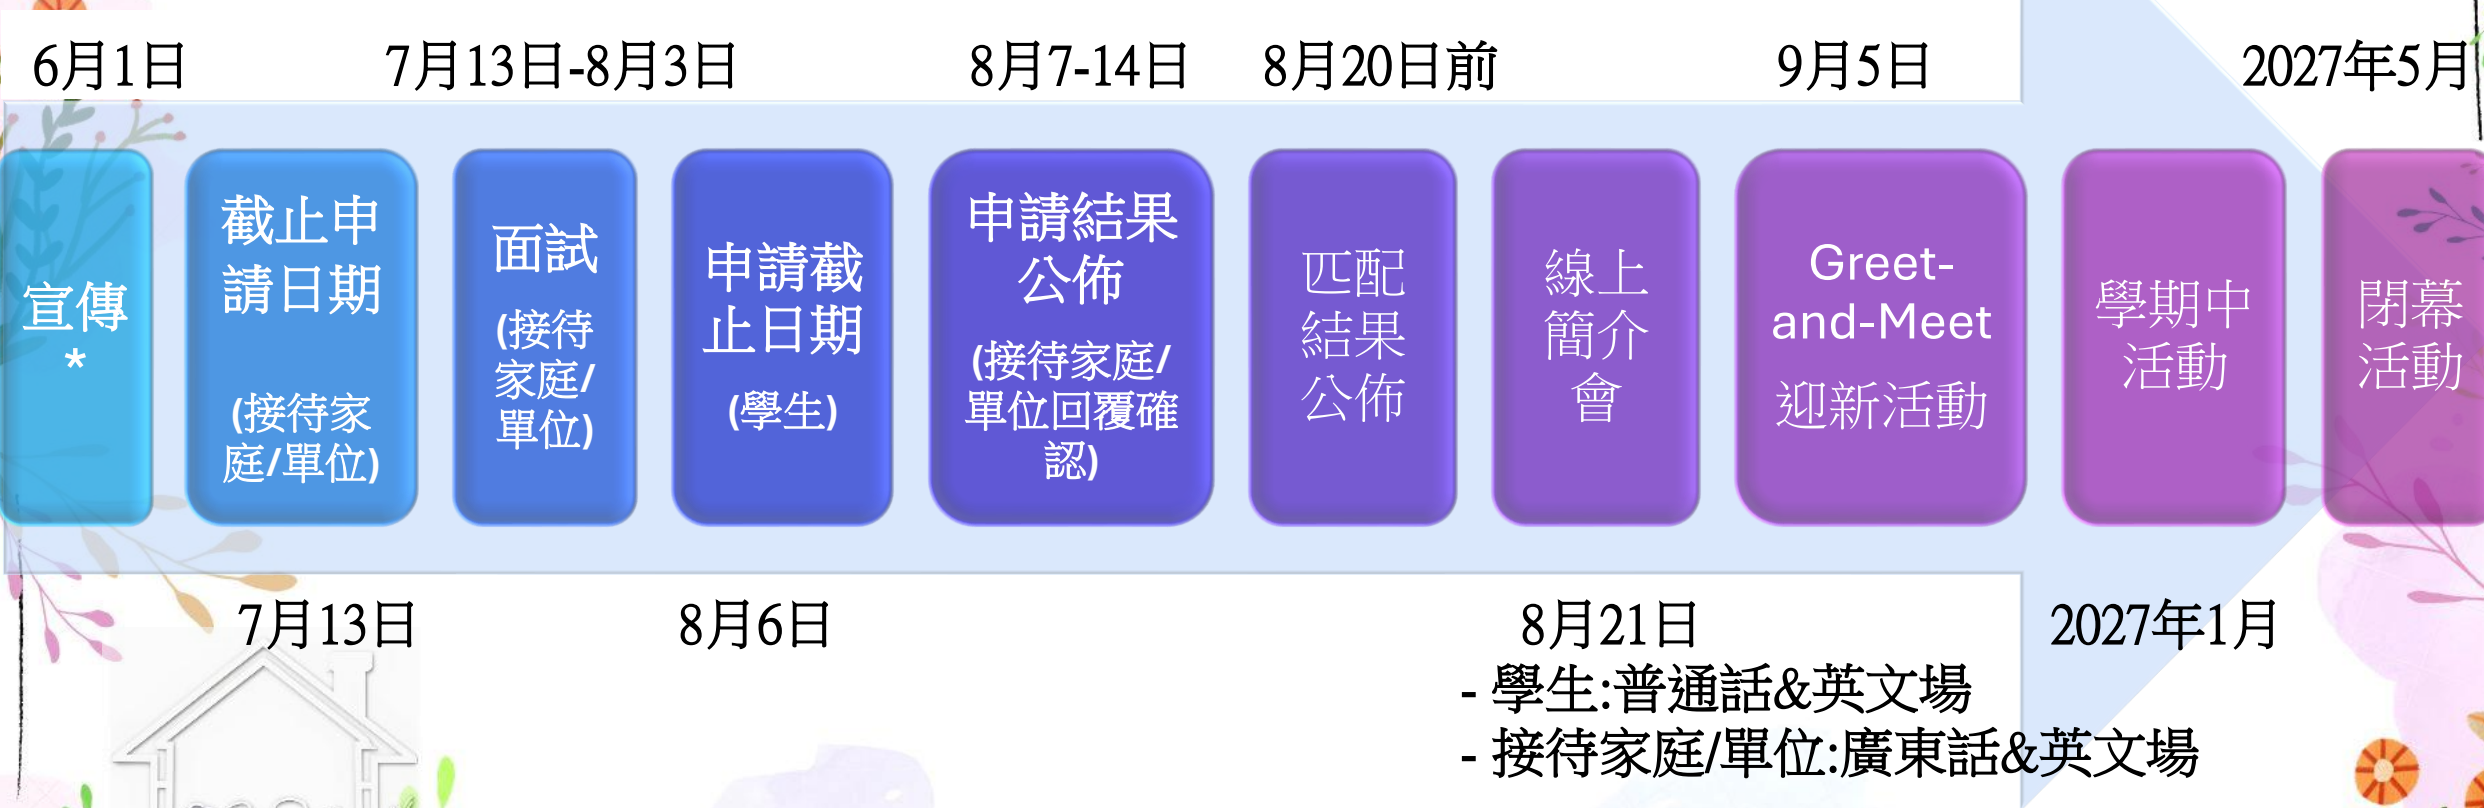 6月1日
7月13日-8月3日
8月7-14日
8月20日前
9月5日
2027年5月
宣傳
*
截止申
請日期
(接待家
庭/單位)
面試
(接待
家庭/
單位)
申請截
止日期
(學生)
申請結果
公佈
(接待家庭/
單位回覆確
認)
匹配
結果
公佈
線上
簡介
會
Greet-
and-Meet
迎新活動
學期中
活動
閉幕
活動
7月13日
8月6日
8月21日
- 學生:普通話&英文場
- 接待家庭/單位:廣東話&英文場
2027年1月